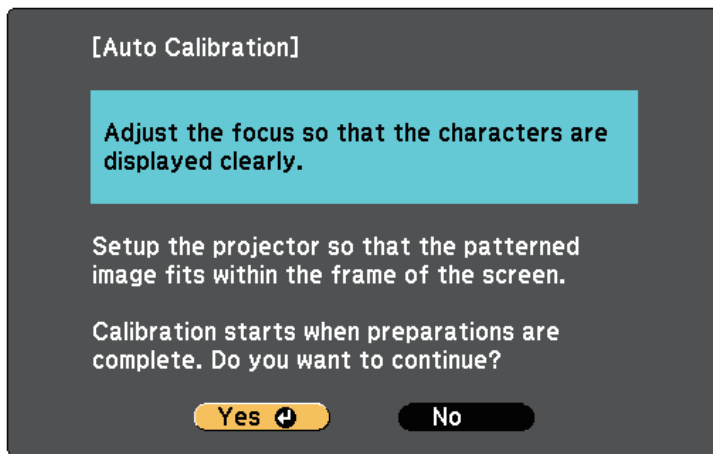 [Auto Calibration]
Adjust the focus so that the characters are
displayed clearly.
Setup the projector so that the patterned
image fits within the frame of the screen.
Calibration starts when preparations are
complete. Do you want to continue?
Yes
No